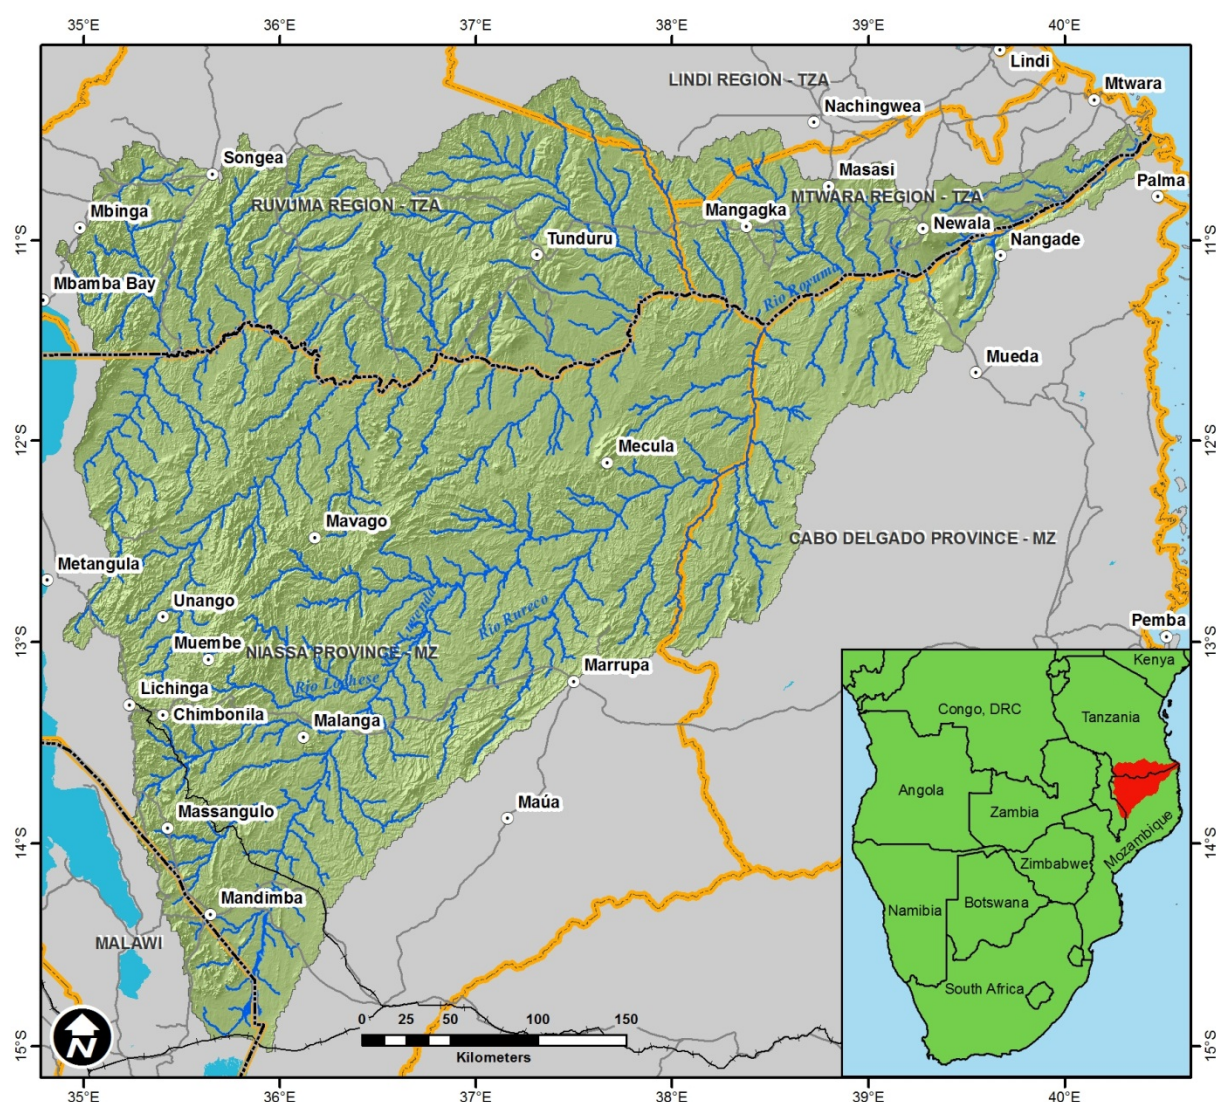 35°E 36°E 37°E 38°E 39°E 40°E
Lindi
LINDI REGION - TZA
Mtwara
Nachingwea
Songea
Masasi
Palma
MTWARA REGION - TZA
RUVUMA REGION - TZA
Mbinga
Mangagka
Newala
11°S
11°S
Tunduru
Nangade
Mbamba Bay
Rio Rovuma
Mueda
12°S
12°S
Mecula
Mavago
CABO DELGADO PROVINCE - MZ
Metangula
Unango
Rio Rureco
Pemba
13°S
13°S
Muembe
NIASSA PROVINCE - MZ
Marrupa
Rio Luchese
Lichinga
Chimbonila
Malanga
Maúa
Massangulo
14°S
14°S
Mandimba
MALAWI
Kenya
Congo, DRC
Tanzania
Angola
Zambia
Mozambique
Zimbabwe
Namibia
Botswana
South Africa
N
0 25 50 100 150
Kilometers
15°S
15°S
35°E 36°E 37°E 38°E 39°E 40°E